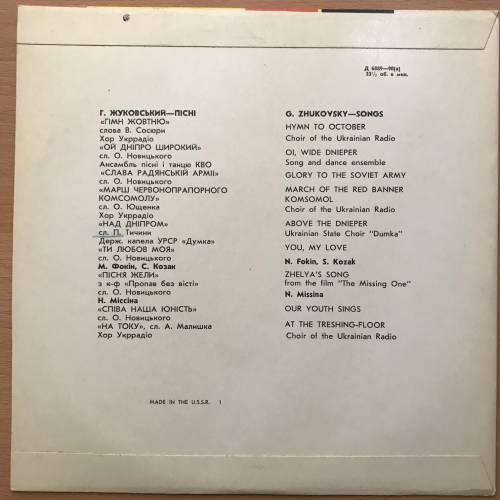 Д 6089—90(а)
33⅓ об. в мин.
Г. ЖУКОВСЬКИЙ—ПІСНІ
«ГІМН ЖОВТНЮ»
слова В. Сосюри
Хор Укррадіо
«ОЙ ДНІПРО ШИРОКИЙ»
сл. О. Новицького
Ансамбль пісні і танцю КВО
«СЛАВА РАДЯНСЬКІЙ АРМІІ»
сл. О. Новицького
«МАРШ ЧЕРВОНОПРАПОРНОГО
КОМСОМОЛУ»
сл. О. Ющенка
Хор Укррадіо
«НАД ДНІПРОМ»
сл. П. Тичини
Держ. капела УРСР «Думка»
«ТИ ЛЮБОВ МОЯ»
сл. О. Новицького
М. Фокін, С. Козак
«ПІСНЯ ЖЕЛИ»
з к-ф «Пропав без вісті»
сл. О. Новицького
Н. Міссіна
«СПІВА НАША ЮНІСТЬ»
сл. О. Новицького
«НА ТОКУ», сл. А. Малишка
Хор Укррадіо
G. ZHUKOVSKY—SONGS
HYMN TO OCTOBER
Choir of the Ukrainian Radio
OI, WIDE DNIEPER
Song and dance ensemble
GLORY TO THE SOVIET ARMY
MARCH OF THE RED BANNER
KOMSOMOL
Choir of the Ukrainian Radio
ABOVE THE DNIEPER
Ukrainian State Choir "Dumka"
YOU, MY LOVE
N. Fokin, S. Kozak
ZHELYA'S SONG
from the film "The Missing One"
N. Missina
OUR YOUTH SINGS
AT THE TRESHING-FLOOR
Choir of the Ukrainian Radio
MADE IN THE U.S.S.R. 1